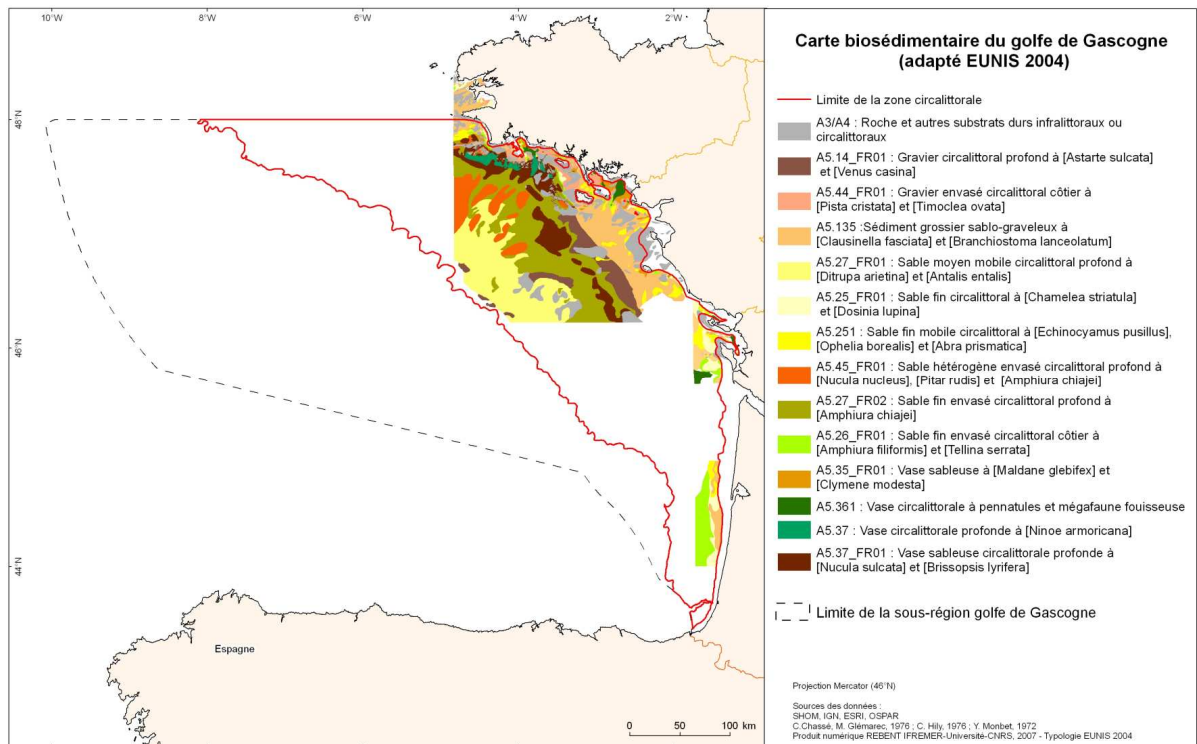 10°W
8°W
6°W
4°W
2°W
48°N
46°N
44°N
Espagne
0 50 100 km
Carte biosédimentaire du golfe de Gascogne
(adapté EUNIS 2004)
Limite de la zone circalittorale
A3/A4 : Roche et autres substrats durs infralittoraux ou
circalittoraux
A5.14_FR01 : Gravier circalittoral profond à [Astarte sulcata]
et [Venus casina]
A5.44_FR01 : Gravier envasé circalittoral côtier à
[Pista cristata] et [Timoclea ovata]
A5.135 :Sédiment grossier sablo-graveleux à
[Clausinella fasciata] et [Branchiostoma lanceolatum]
A5.27_FR01 : Sable moyen mobile circalittoral profond à
[Ditrupa arietina] et [Antalis entalis]
A5.25_FR01 : Sable fin circalittoral à [Chamelea striatula]
et [Dosinia lupina]
A5.251 : Sable fin mobile circalittoral à [Echinocyamus pusillus],
[Ophelia borealis] et [Abra prismatica]
A5.45_FR01 : Sable hétérogène envasé circalittoral profond à
[Nucula nucleus], [Pitar rudis] et [Amphiura chiajei]
A5.27_FR02 : Sable fin envasé circalittoral profond à
[Amphiura chiajei]
A5.26_FR01 : Sable fin envasé circalittoral côtier à
[Amphiura filiformis] et [Tellina serrata]
A5.35_FR01 : Vase sableuse à [Maldane glebifex] et
[Clymene modesta]
A5.361 : Vase circalittorale à pennatules et mégafaune fouisseuse
A5.37 : Vase circalittorale profonde à [Ninoe armoricana]
A5.37_FR01 : Vase sableuse circalittorale profonde à
[Nucula sulcata] et [Brissopsis lyrifera]
Limite de la sous-région golfe de Gascogne
Projection Mercator (46°N)
Sources des données :
SHOM, IGN, ESRI, OSPAR
C.Chassé, M. Glémarec, 1976 ; C. Hily, 1976 ; Y. Monbet, 1972
Produit numérique REBENT IFREMER-Université-CNRS, 2007 - Typologie EUNIS 2004